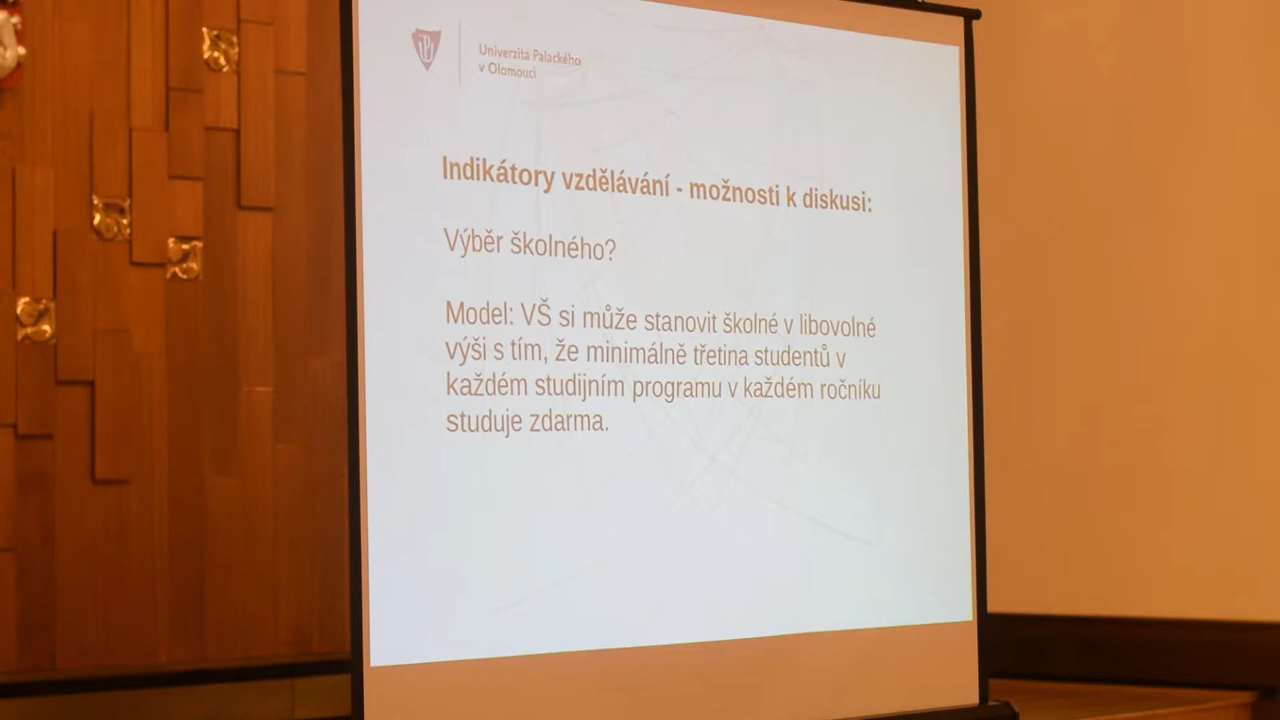 Univerzita Palackého
v Olomouci
Indikátory vzdělávání - možnosti k diskusi:
Výběr školného?
Model: VŠ si může stanovit školné v libovolné
výši s tím, že minimálně třetina studentů v
každém studijním programu v každém ročníku
studuje zdarma.